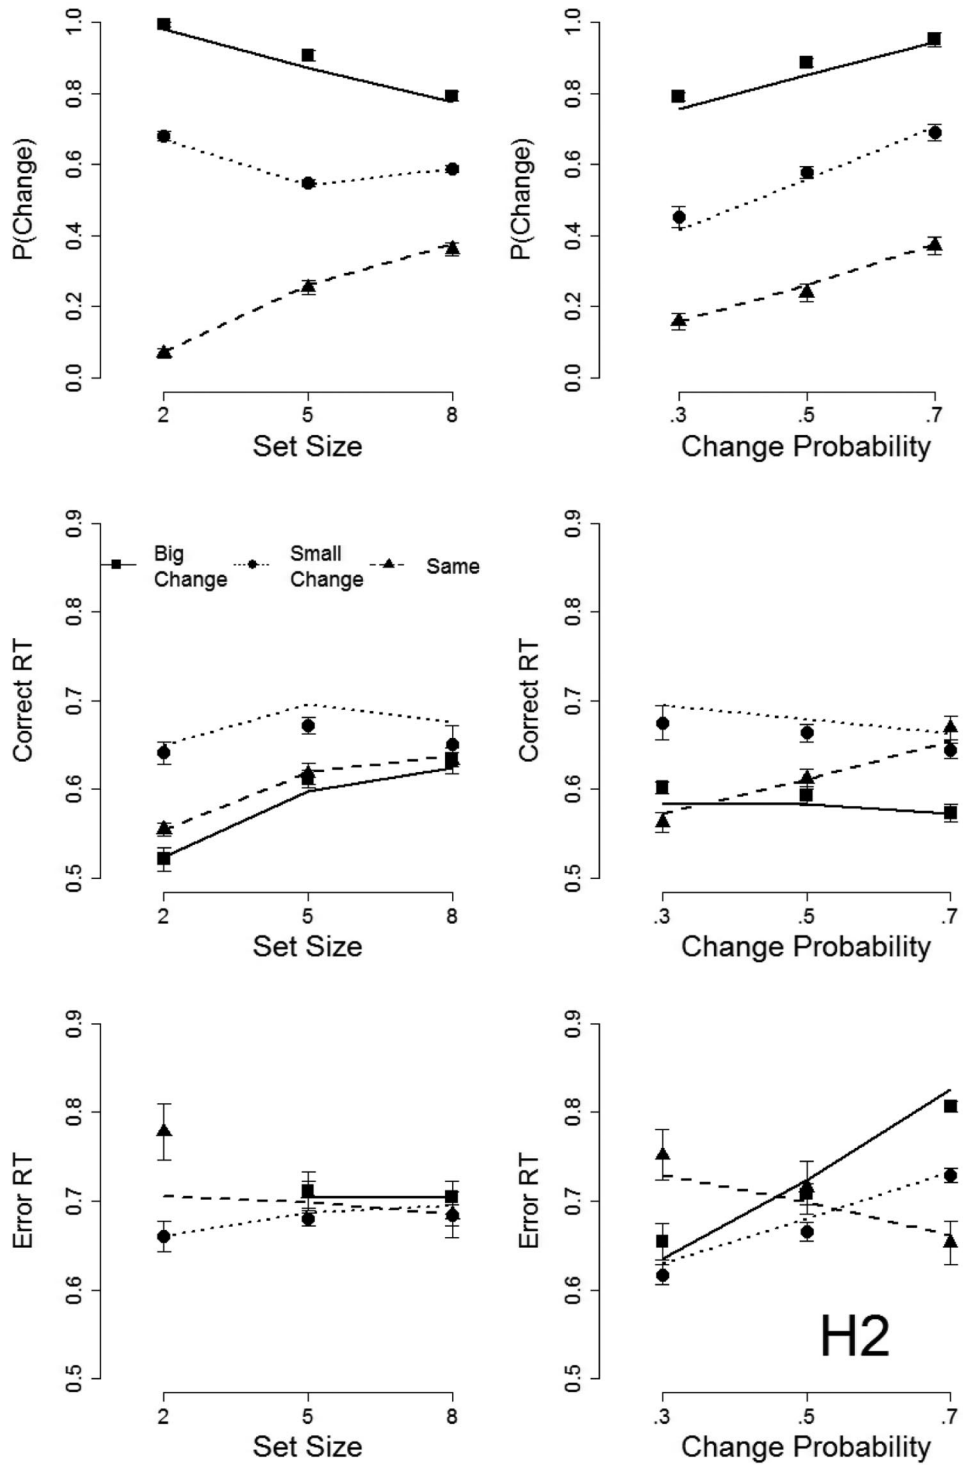 P(Change)
1.0
0.8
0.6
0.4
0.2
0.0
2
5
8
Set Size
P(Change)
1.0
0.8
0.6
0.4
0.2
0.0
.3
.5
.7
Change Probability
Correct RT
0.9
0.8
0.7
0.6
0.5
Big
Change
Small
Change
Same
2
5
8
Set Size
Correct RT
0.9
0.8
0.7
0.6
0.5
.3
.5
.7
Change Probability
Error RT
0.9
0.8
0.7
0.6
0.5
2
5
8
Set Size
Error RT
0.9
0.8
0.7
0.6
0.5
H2
.3
.5
.7
Change Probability